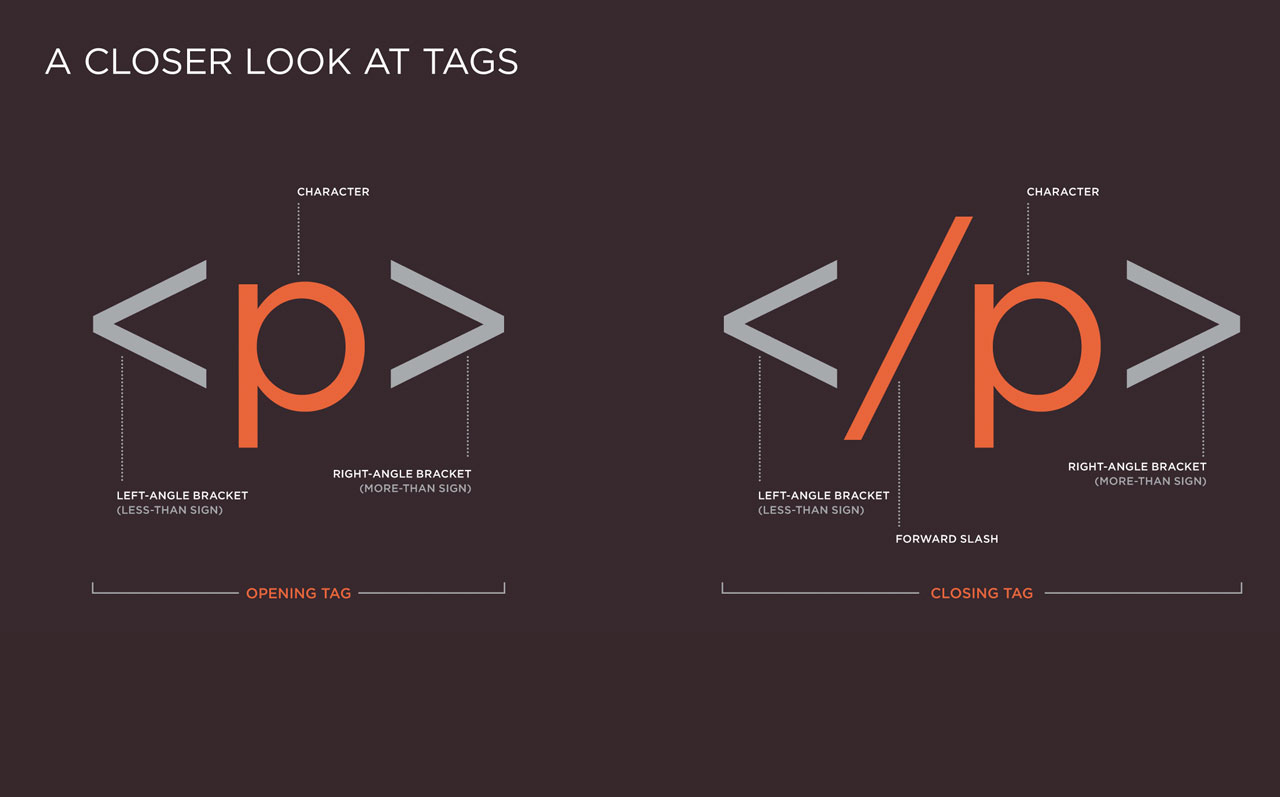 A CLOSER LOOK AT TAGS
CHARACTER
<p>
LEFT-ANGLE BRACKET
(LESS-THAN SIGN)
RIGHT-ANGLE BRACKET
(MORE-THAN SIGN)
OPENING TAG
CHARACTER
</p>
LEFT-ANGLE BRACKET
(LESS-THAN SIGN)
RIGHT-ANGLE BRACKET
(MORE-THAN SIGN)
FORWARD SLASH
CLOSING TAG